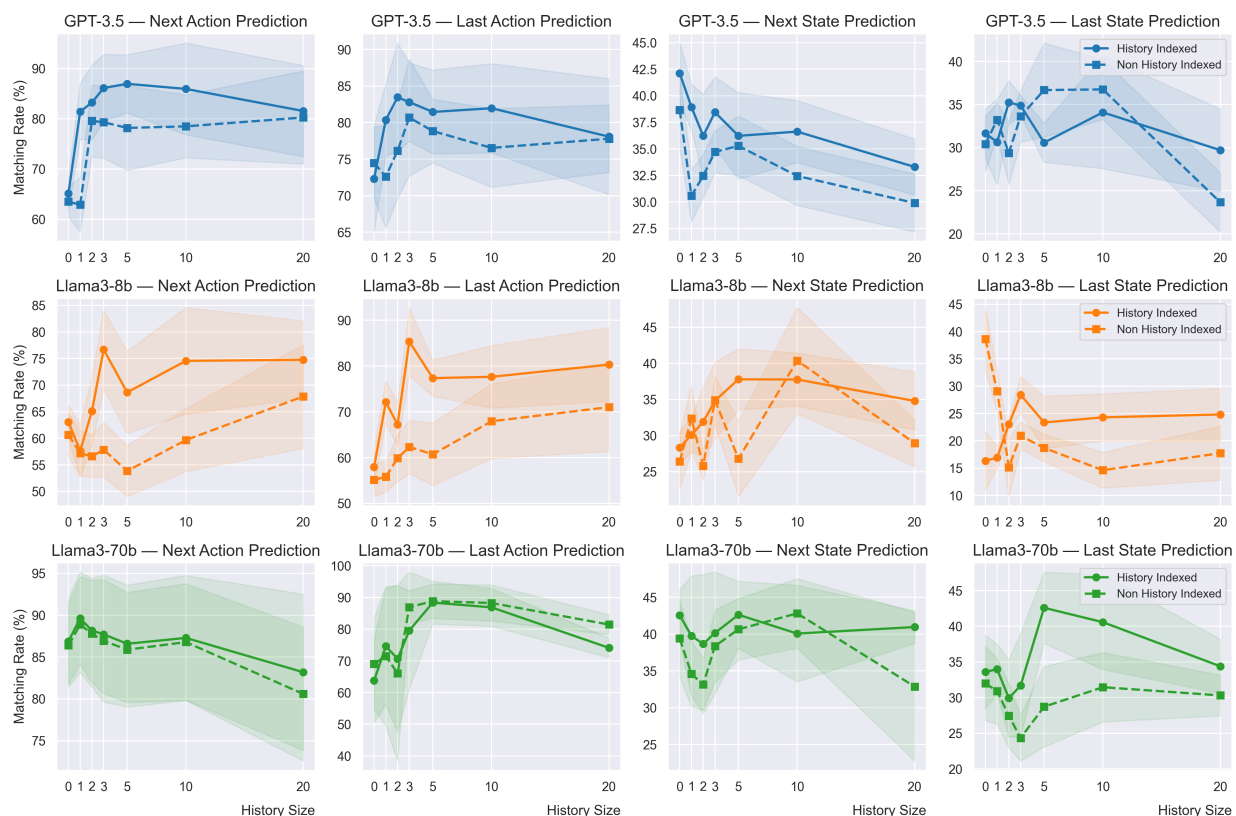 GPT-3.5 — Next Action Prediction
GPT-3.5 — Last Action Prediction
GPT-3.5 — Next State Prediction
GPT-3.5 — Last State Prediction
Matching Rate (%)
90
80
70
60
0 1 2 3 5 10 20
90
85
80
75
70
65
0 1 2 3 5 10 20
45.0
42.5
40.0
37.5
35.0
32.5
30.0
27.5
0 1 2 3 5 10 20
History Indexed
Non History Indexed
40
35
30
25
20
0 1 2 3 5 10 20
Llama3-8b — Next Action Prediction
Llama3-8b — Last Action Prediction
Llama3-8b — Next State Prediction
Llama3-8b — Last State Prediction
Matching Rate (%)
85
80
75
70
65
60
55
50
0 1 2 3 5 10 20
90
80
70
60
50
0 1 2 3 5 10 20
45
40
35
30
25
0 1 2 3 5 10 20
History Indexed
Non History Indexed
45
40
35
30
25
20
15
10
0 1 2 3 5 10 20
Llama3-70b — Next Action Prediction
Llama3-70b — Last Action Prediction
Llama3-70b — Next State Prediction
Llama3-70b — Last State Prediction
Matching Rate (%)
95
90
85
80
75
0 1 2 3 5 10 20
History Size
100
90
80
70
60
50
40
0 1 2 3 5 10 20
History Size
45
40
35
30
25
0 1 2 3 5 10 20
History Size
History Indexed
Non History Indexed
45
40
35
30
25
20
0 1 2 3 5 10 20
History Size